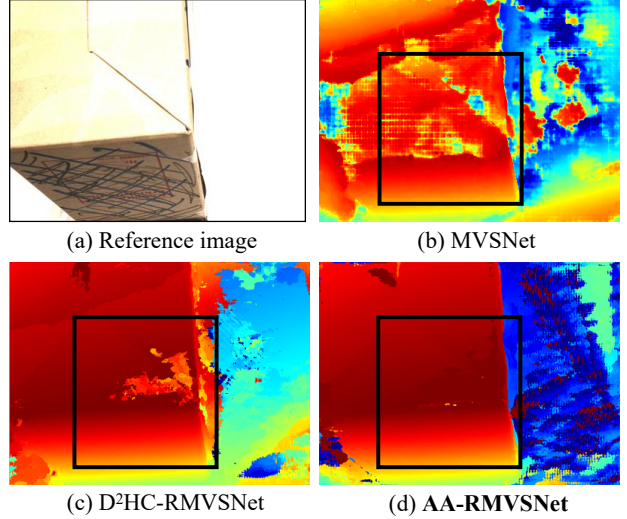 (a) Reference image
(b) MVSNet
(c) D²HC-RMVSNet
(d) AA-RMVSNet